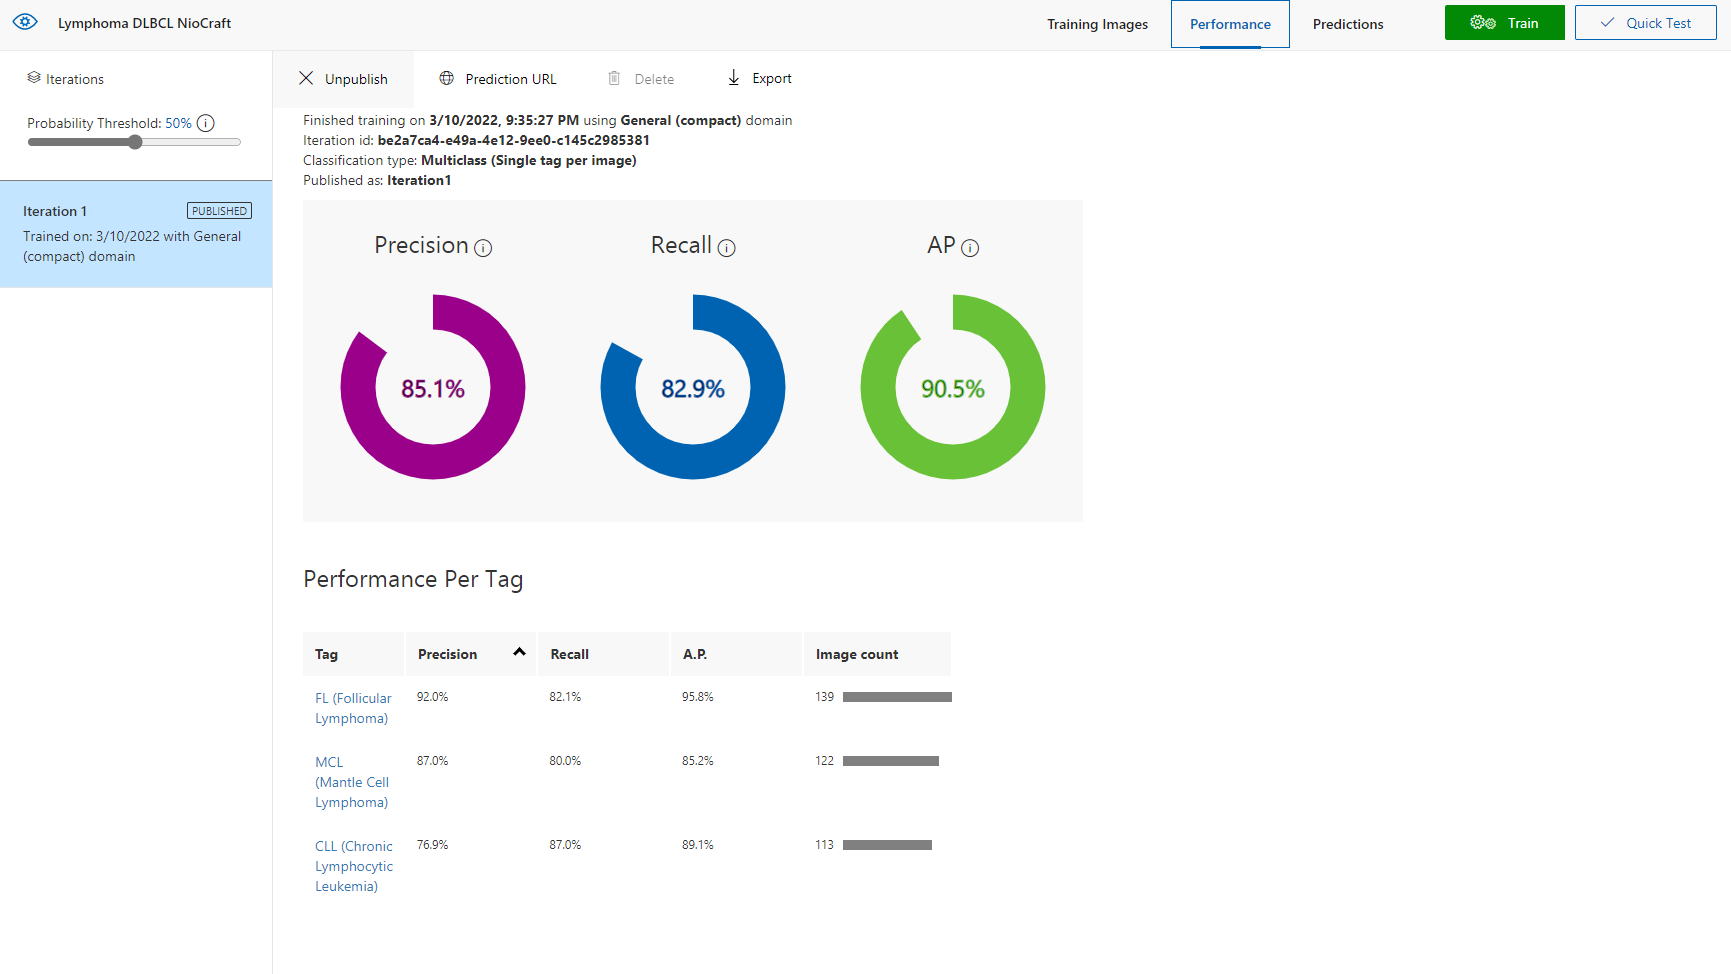 Lymphoma DLBCL NioCraft
Training Images
Performance
Predictions
Train
Quick Test
Iterations
Probability Threshold: 50%
Iteration 1
PUBLISHED
Trained on: 3/10/2022 with General
(compact) domain
Unpublish
Prediction URL
Delete
Export
Finished training on 3/10/2022, 9:35:27 PM using General (compact) domain
Iteration id: be2a7ca4-e49a-4e12-9ee0-c145c2985381
Classification type: Multiclass (Single tag per image)
Published as: Iteration1
Precision
Recall
AP
85.1%
82.9%
90.5%
Performance Per Tag
Tag
Precision
Recall
A.P.
Image count
FL (Follicular
Lymphoma)
92.0%
82.1%
95.8%
139
MCL
(Mantle Cell
Lymphoma)
87.0%
80.0%
85.2%
122
CLL (Chronic
Lymphocytic
Leukemia)
76.9%
87.0%
89.1%
113